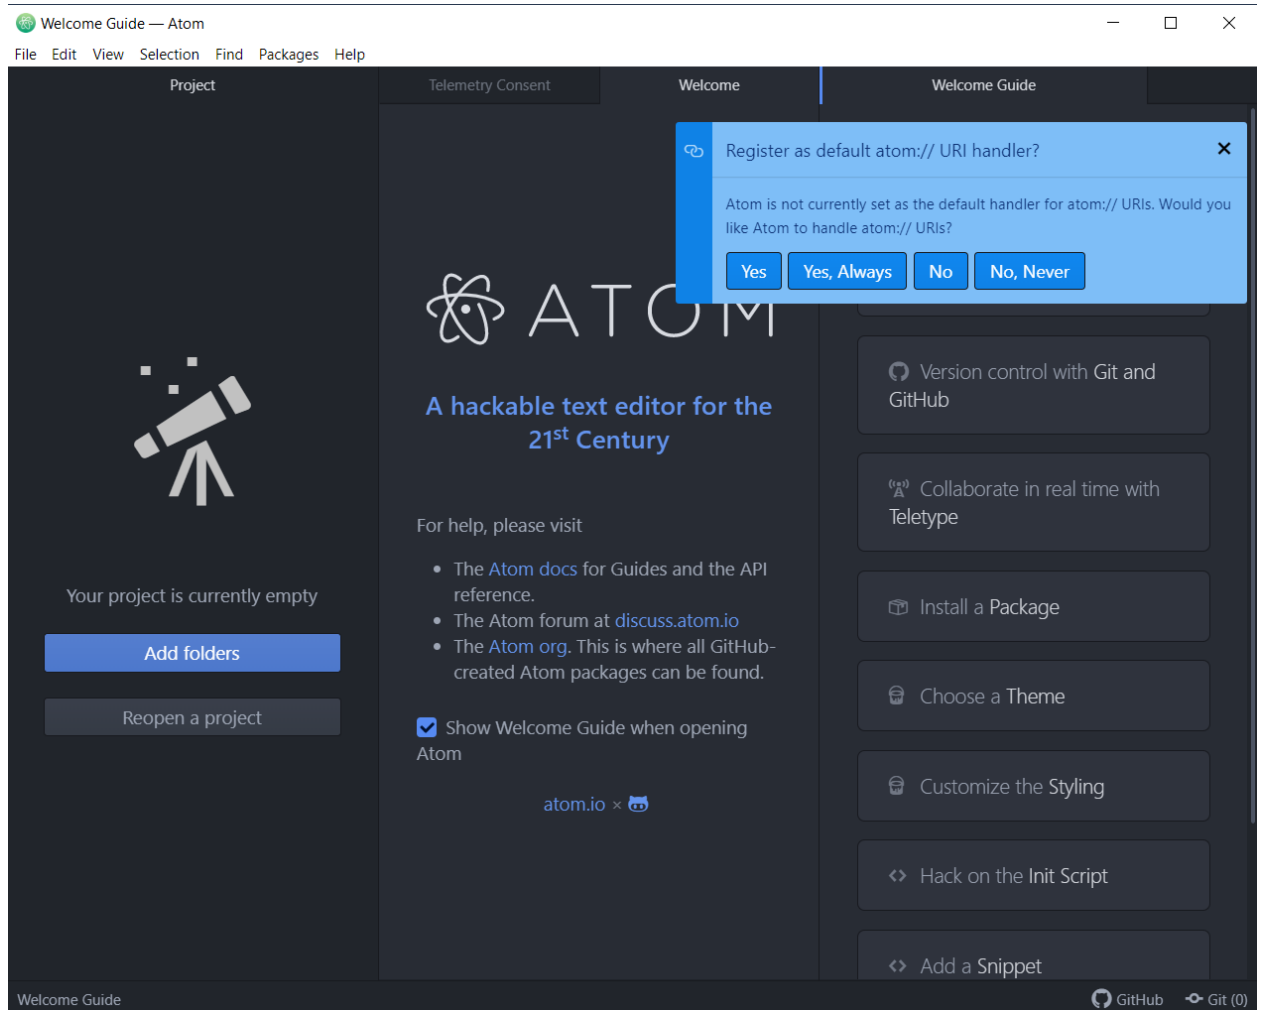 Welcome Guide — Atom
File Edit View Selection Find Packages Help
Project
Telemetry Consent
Welcome
Welcome Guide
Register as default atom:// URI handler?
Atom is not currently set as the default handler for atom:// URIs. Would you
like Atom to handle atom:// URIs?
Yes
Yes, Always
No
No, Never
Your project is currently empty
Add folders
Reopen a project
ATOM
A hackable text editor for the
21st Century
For help, please visit
• The Atom docs for Guides and the API
reference.
• The Atom forum at discuss.atom.io
• The Atom org. This is where all GitHub-
created Atom packages can be found.
Show Welcome Guide when opening
Atom
atom.io ×
Version control with Git and
GitHub
Collaborate in real time with
Teletype
Install a Package
Choose a Theme
Customize the Styling
Hack on the Init Script
Add a Snippet
Welcome Guide
GitHub
Git (0)